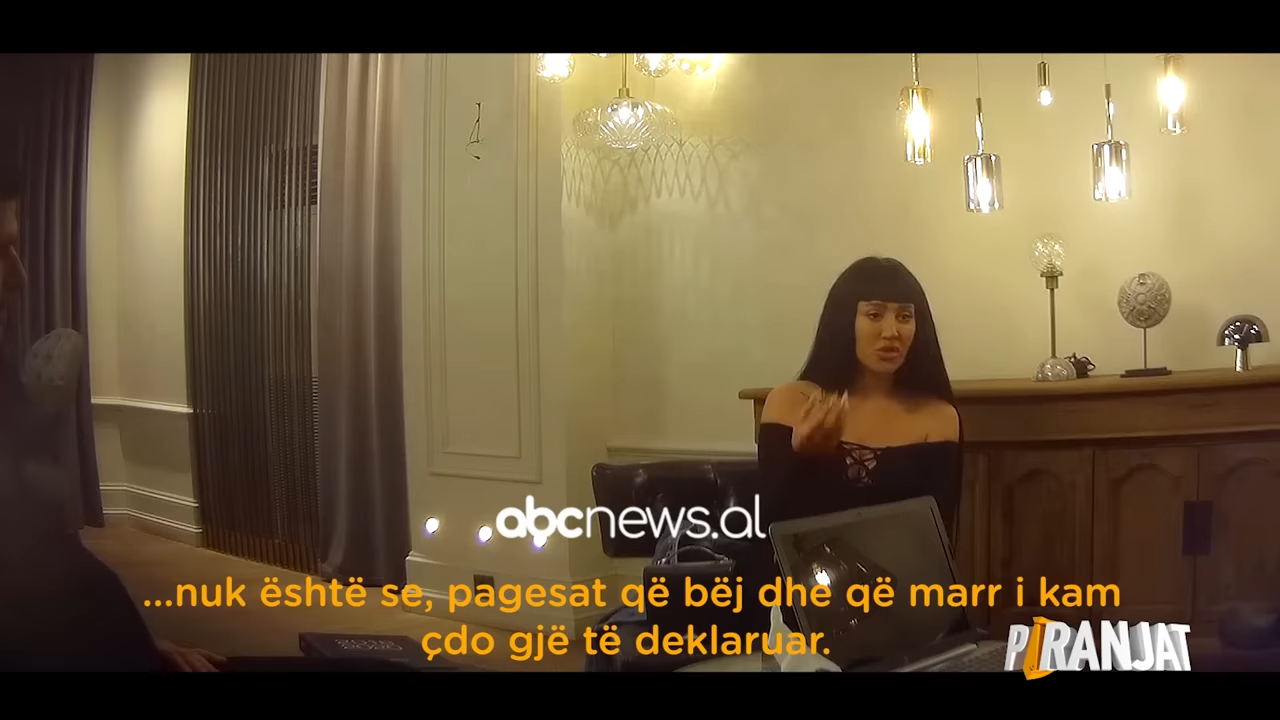 abcnews.al
...nuk është se, pagesat që bëj dhe që marr i kam
çdo gjë të deklaruar.
PIRANJAT